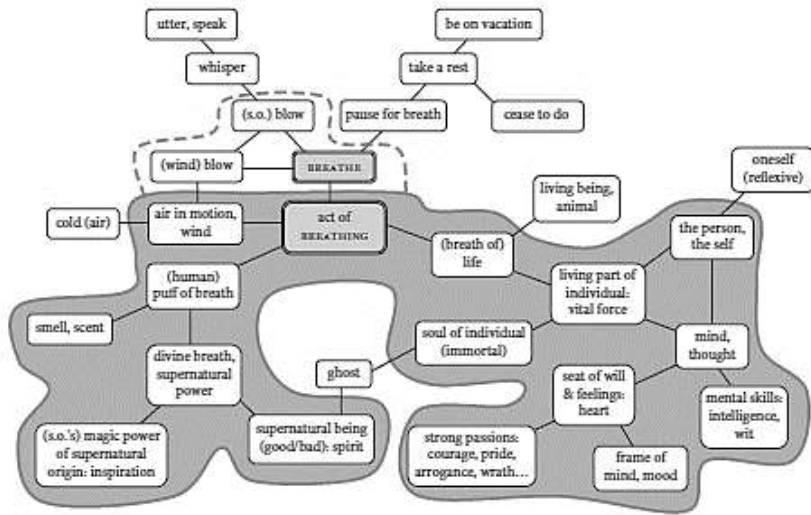 utter, speak
be on vacation
whisper
take a rest
(s.o.) blow
pause for breath
cease to do
(wind) blow
BREATHE
oneself
(reflexive)
living being,
animal
cold (air)
air in motion,
wind
act of
BREATHING
the person,
the self
(breath of)
life
(human)
puff of breath
living part of
individual:
vital force
smell, scent
soul of individual
(immortal)
mind,
thought
divine breath,
supernatural
power
ghost
seat of will
& feelings:
heart
mental skills:
intelligence,
wit
(s.o.'s) magic power
of supernatural
origin: inspiration
supernatural being
(good/bad): spirit
strong passions:
courage, pride,
arrogance, wrath...
frame of
mind, mood